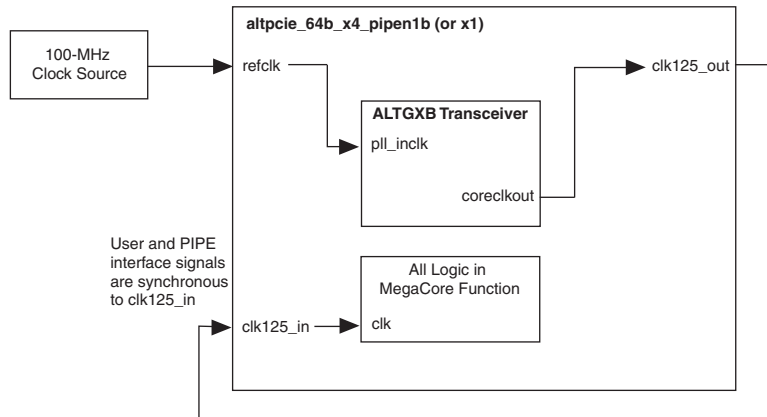 altpcie_64b_x4_pipen1b (or x1)
100-MHz
Clock Source
refclk
clk125_out
ALTGXB Transceiver
pll_inclk
coreclkout
User and PIPE
interface signals
are synchronous
to clk125_in
All Logic in
MegaCore Function
clk125_in
clk